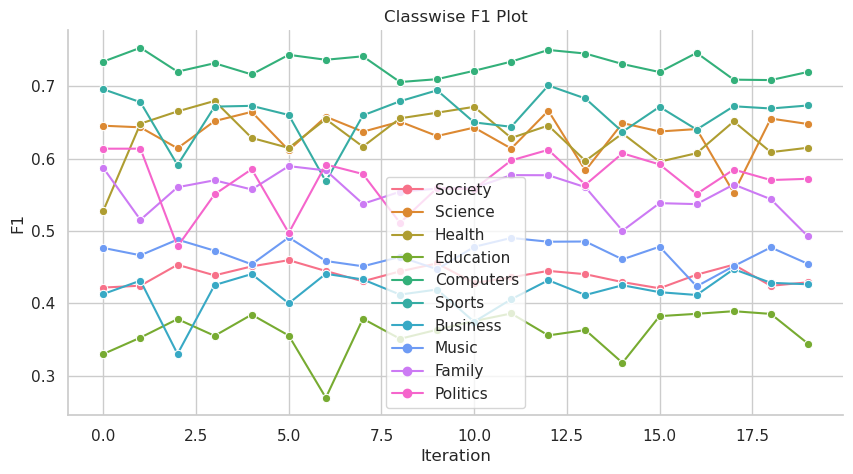 Classwise F1 Plot
F1
0.7
0.6
0.5
0.4
0.3
Society
Science
Health
Education
Comuters
Sports
Business
Music
Family
Politics
0.0 2.5 5.0 7.5 10.0 12.5 15.0 17.5
Iteration